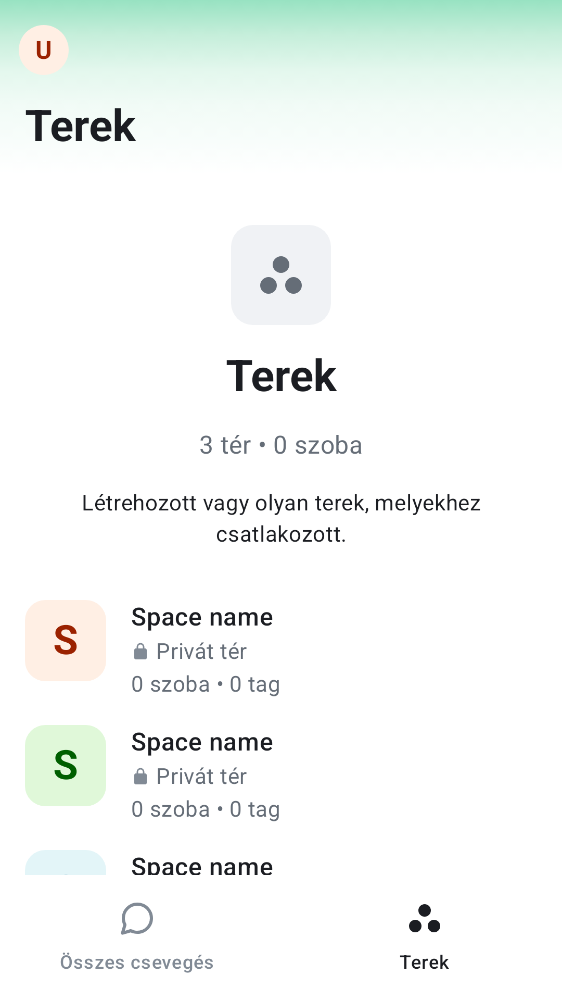 U
Terek
Terek
3 tér • 0 szoba
Létrehozott vagy olyan terek, melyekhez
csatlakozott.
S
Space name
Privát tér
0 szoba • 0 tag
S
Space name
Privát tér
0 szoba • 0 tag
Space name
Összes csevegés
Terek